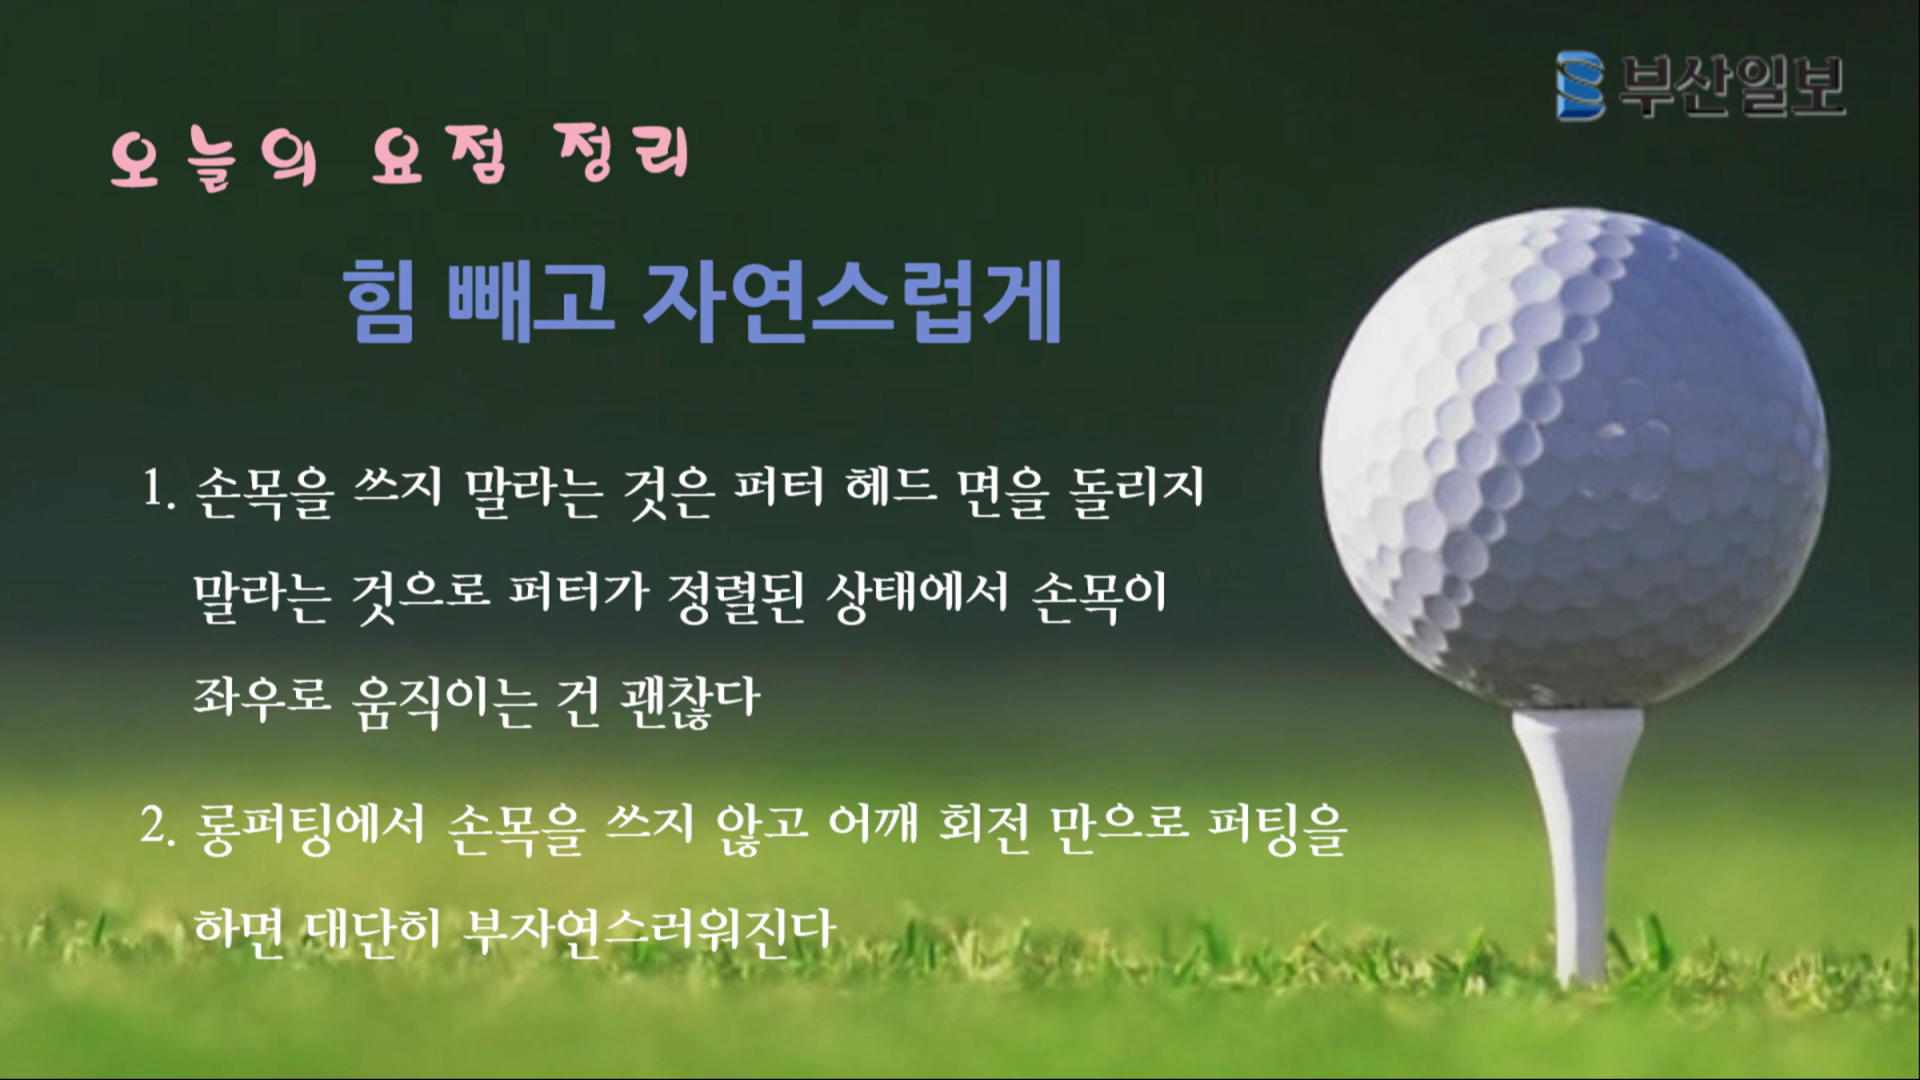 부산일보
오늘의 요점 정리
힘 빼고 자연스럽게
1. 손목을 쓰지 말라는 것은 퍼터 헤드 면을 돌리지
말라는 것으로 퍼터가 정렬된 상태에서 손목이
좌우로 움직이는 건 괜찮다
2. 롱퍼팅에서 손목을 쓰지 않고 어깨 회전 만으로 퍼팅을
하면 대단히 부자연스러워진다